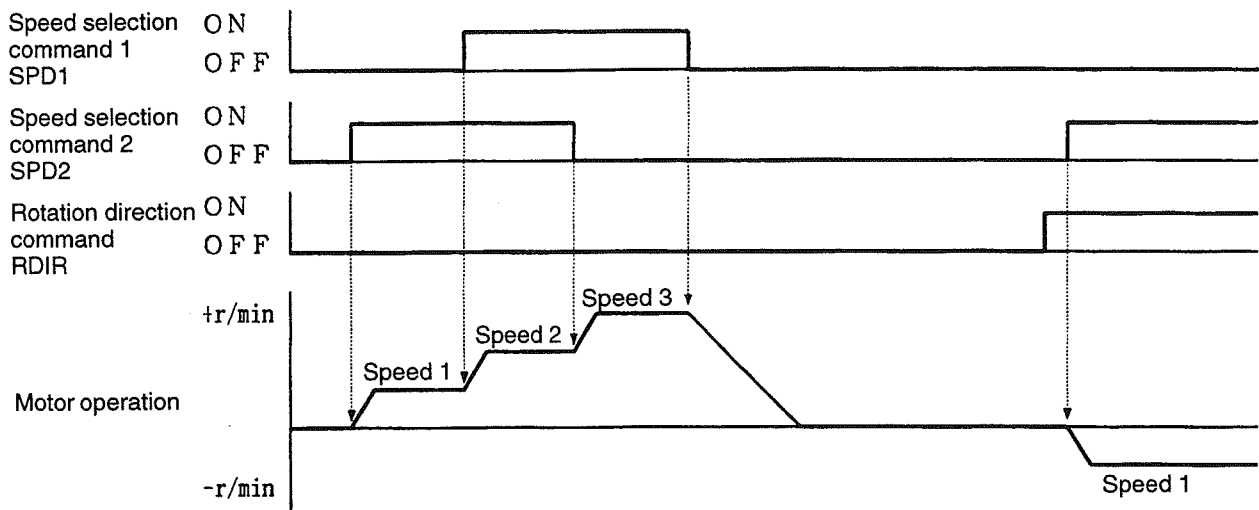 Speed selection
command 1
SPD1
ON
OFF
Speed selection
command 2
SPD2
ON
OFF
Rotation direction
command
RDIR
ON
OFF
Motor operation
+r/min
-r/min
Speed 1
Speed 2
Speed 3
Speed 1